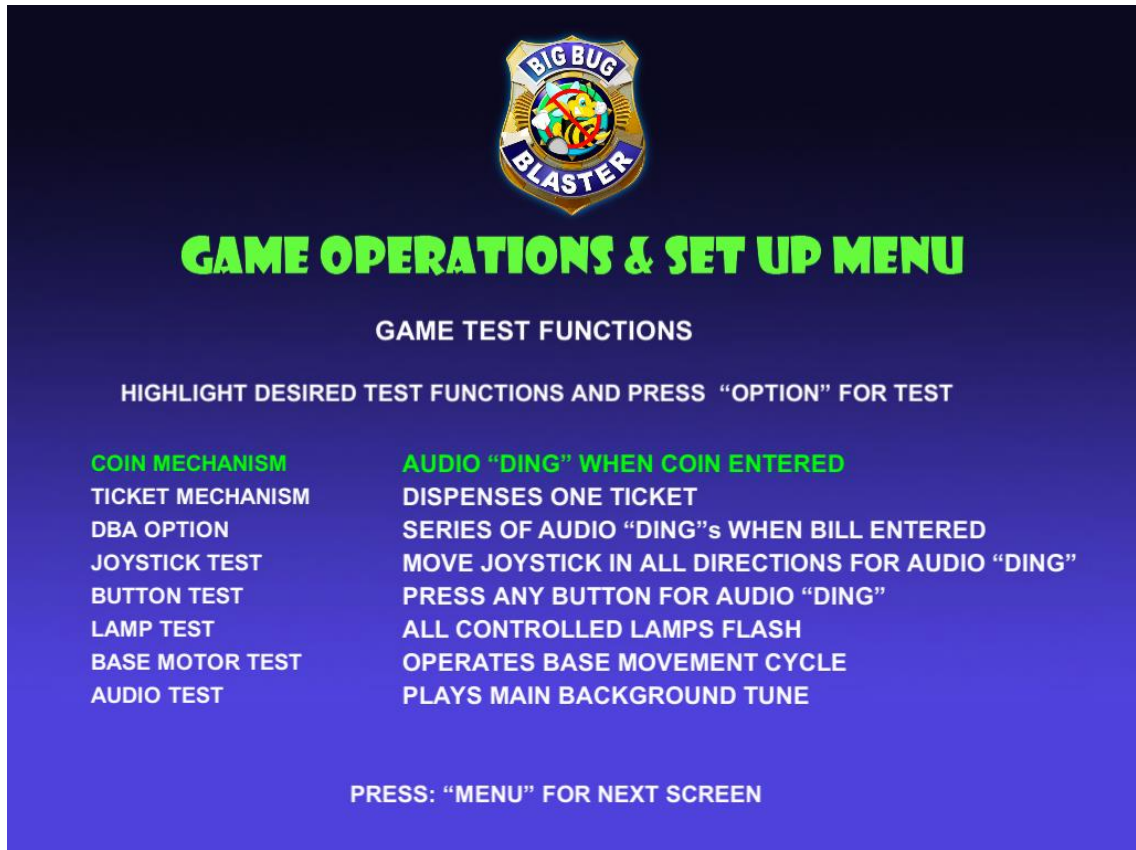 BIG BUG
BLASTER
GAME OPERATIONS & SET UP MENU
GAME TEST FUNCTIONS
HIGHLIGHT DESIRED TEST FUNCTIONS AND PRESS “OPTION” FOR TEST
COIN MECHANISM AUDIO “DING” WHEN COIN ENTERED
TICKET MECHANISM DISPENSES ONE TICKET
DBA OPTION SERIES OF AUDIO “DING”s WHEN BILL ENTERED
JOYSTICK TEST MOVE JOYSTICK IN ALL DIRECTIONS FOR AUDIO “DING”
BUTTON TEST PRESS ANY BUTTON FOR AUDIO “DING”
LAMP TEST ALL CONTROLLED LAMPS FLASH
BASE MOTOR TEST OPERATES BASE MOVEMENT CYCLE
AUDIO TEST PLAYS MAIN BACKGROUND TUNE
PRESS: “MENU” FOR NEXT SCREEN